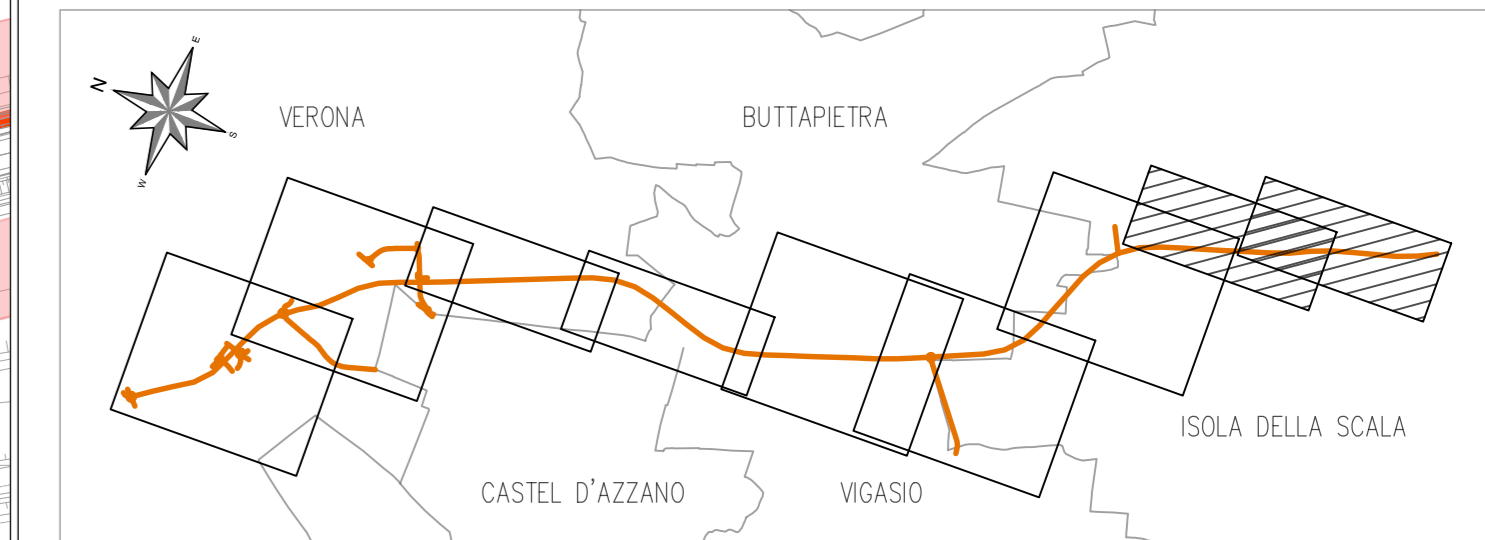 E
N
VERONA
BUTTAPIETRA
S
W
ISOLA DELLA SCALA
CASTEL D'AZZANO
VIGASIO